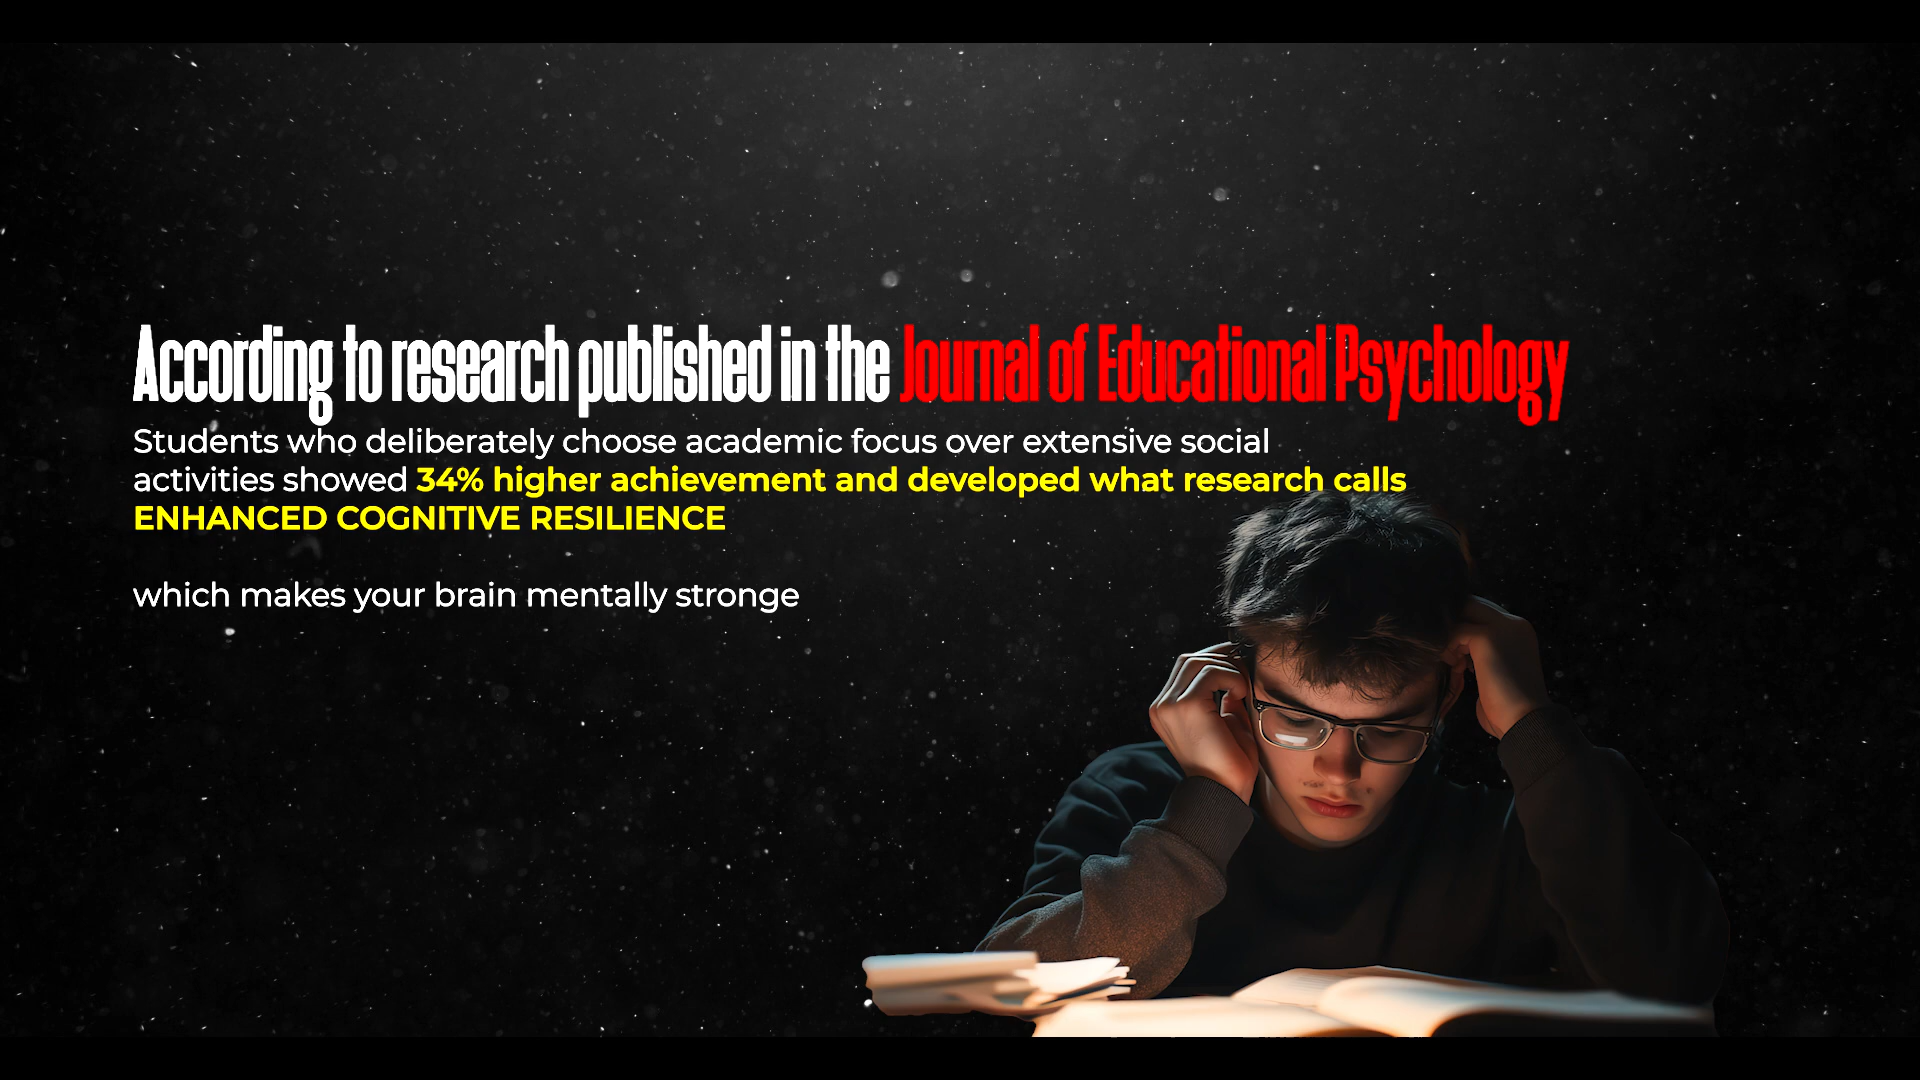 According to research published in the Journal of Educational Psychology
Students who deliberately choose academic focus over extensive social
activities showed 34% higher achievement and developed what research calls
ENHANCED COGNITIVE RESILIENCE
which makes your brain mentally stronge